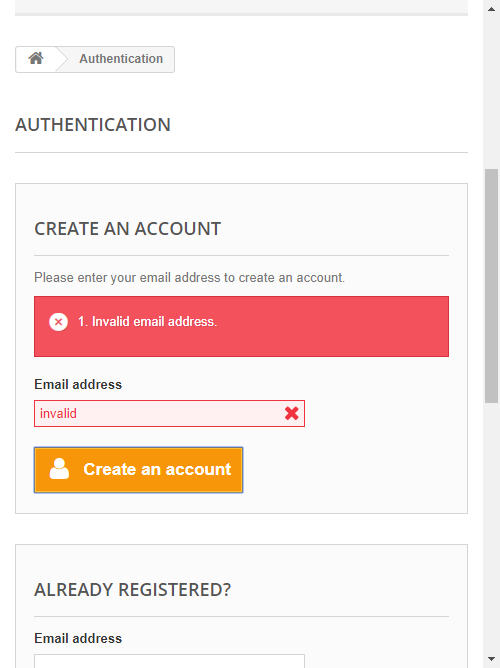 Authentication
AUTHENTICATION
CREATE AN ACCOUNT
Please enter your email address to create an account.
1. Invalid email address.
Email address
invalid
Create an account
ALREADY REGISTERED?
Email address